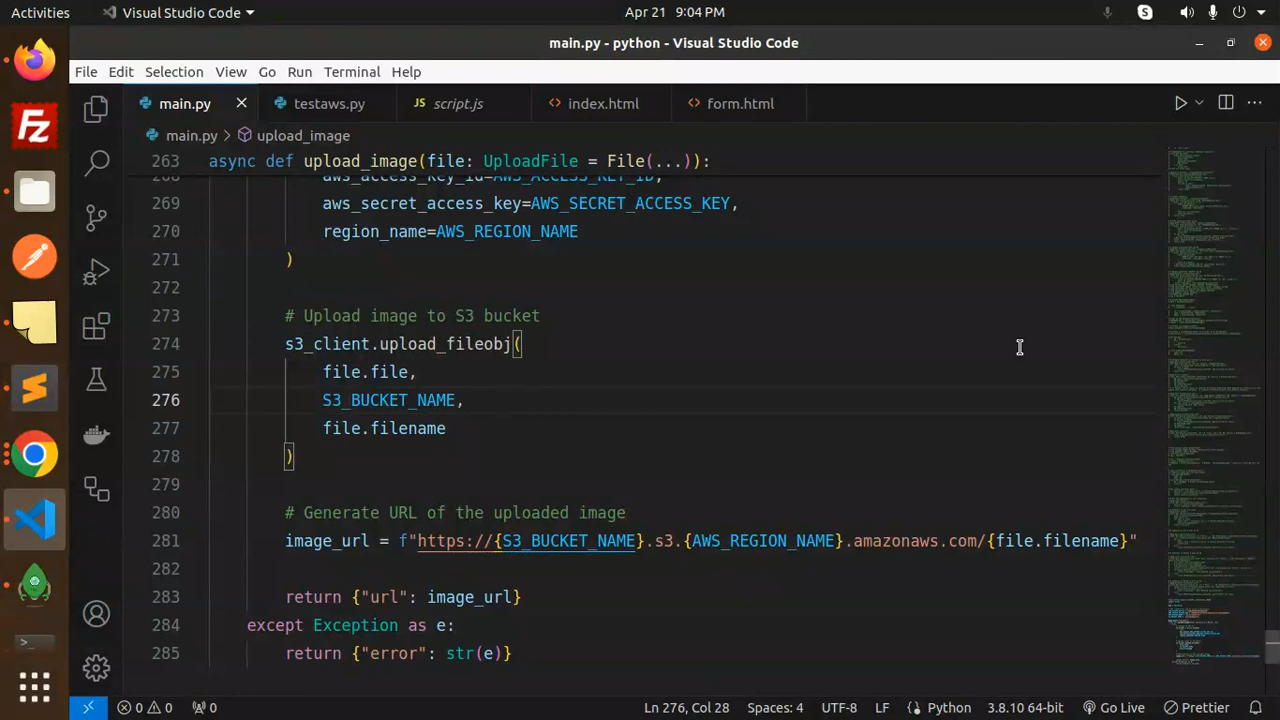 Activities
Visual Studio Code
Apr 21 9:04 PM
main.py - python - Visual Studio Code
File Edit Selection View Go Run Terminal Help
main.py testaws.py JS script.js index.html form.html
main.py > upload_image
263 async def upload_image(file: UploadFile = File(...)):
268 aws_access_key_id=AWS_ACCESS_KEY_ID,
269 aws_secret_access_key=AWS_SECRET_ACCESS_KEY,
270 region_name=AWS_REGION_NAME
271 )
272
273 # Upload image to S3 bucket
274 s3_client.upload_fileobj(
275 file.file,
276 S3_BUCKET_NAME,
277 file.filename
278 )
279
280 # Generate URL of the uploaded image
281 image_url = f"https://{S3_BUCKET_NAME}.s3.{AWS_REGION_NAME}.amazonaws.com/{file.filename}"
282
283 return {"url": image_url}
284 except Exception as e:
285 return {"error": str(e)}
0 0 0 Ln 276, Col 28 Spaces: 4 UTF-8 LF Python 3.8.10 64-bit Go Live Prettier